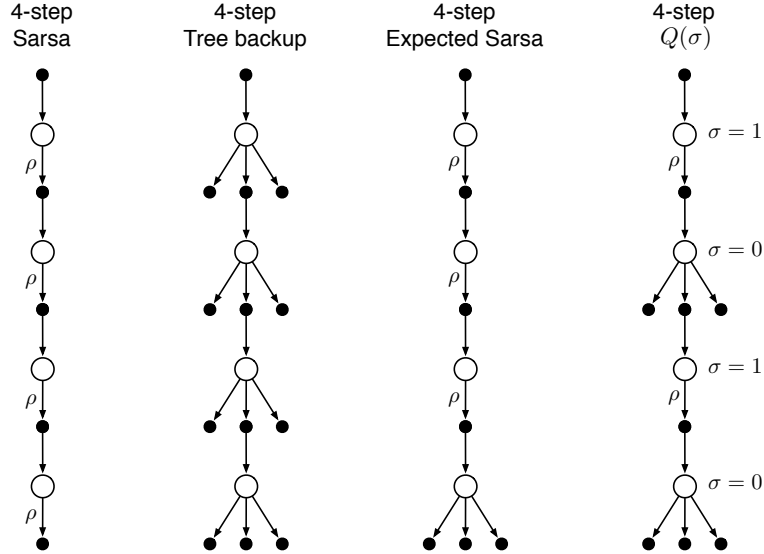 4-step
Sarsa
4-step
Tree backup
4-step
Expected Sarsa
4-step
Q(σ)
σ = 1
ρ
ρ
ρ
σ = 0
ρ
ρ
σ = 1
ρ
ρ
ρ
σ = 0
ρ